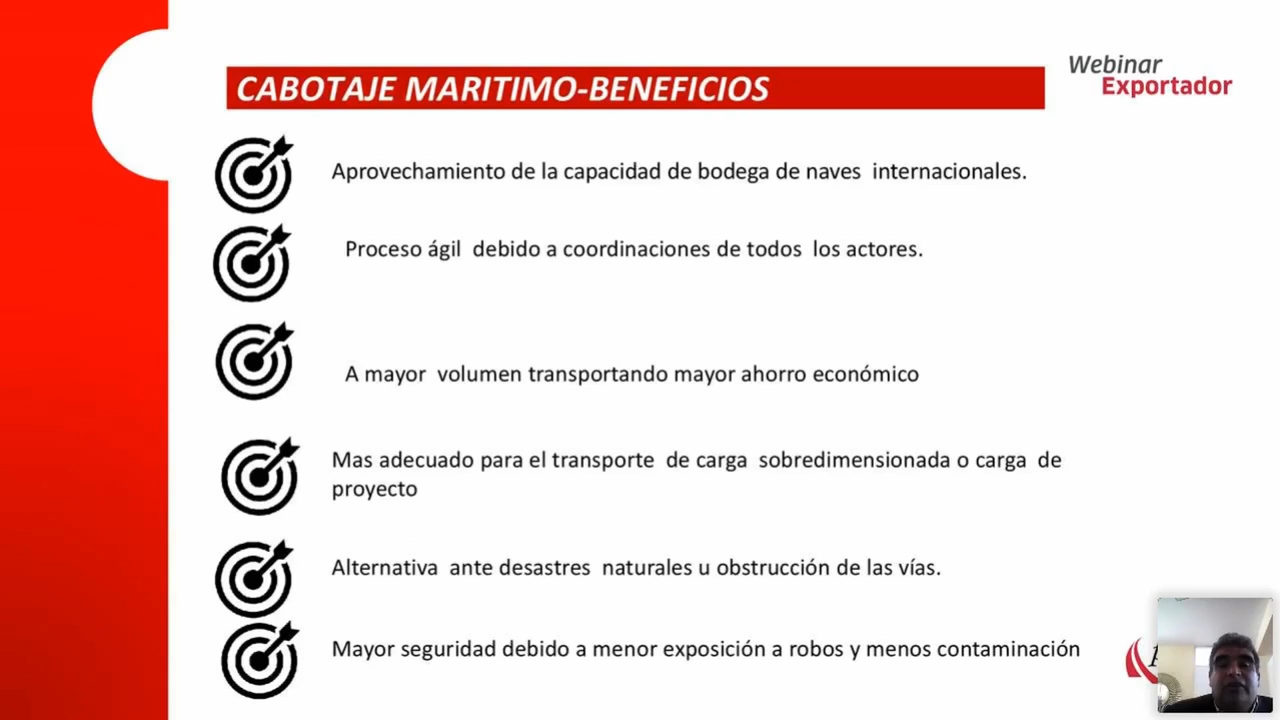 CABOTAJE MARITIMO-BENEFICIOS
Webinar
Exportador
Aprovechamiento de la capacidad de bodega de naves internacionales.
Proceso ágil debido a coordinaciones de todos los actores.
A mayor volumen transportando mayor ahorro económico
Mas adecuado para el transporte de carga sobredimensionada o carga de
proyecto
Alternativa ante desastres naturales u obstrucción de las vías.
Mayor seguridad debido a menor exposición a robos y menos contaminación